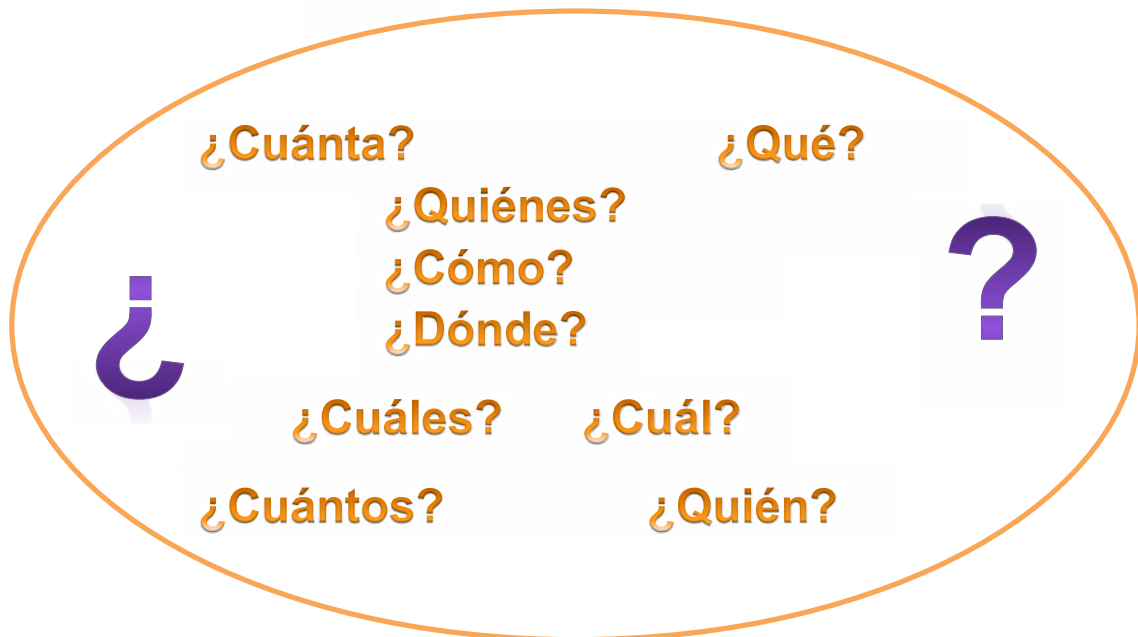 ¿Cuánta? ¿Qué?
¿Quiénes?
¿Cómo?
¿ ?
¿Dónde?
¿Cuáles? ¿Cuál?
¿Cuántos? ¿Quién?